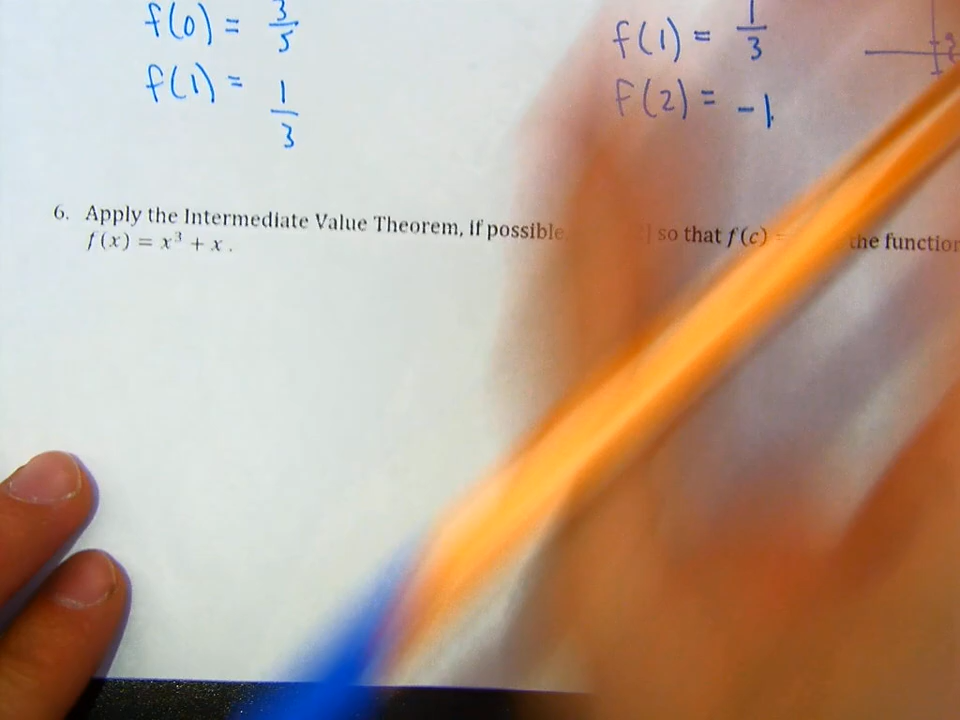 f(0) = 3/5 f(1) = 1/3
f(1) = 1/3 f(2) = -1
6. Apply the Intermediate Value Theorem, if possible, ] so that f(c) = the function
f(x) = x³ + x .